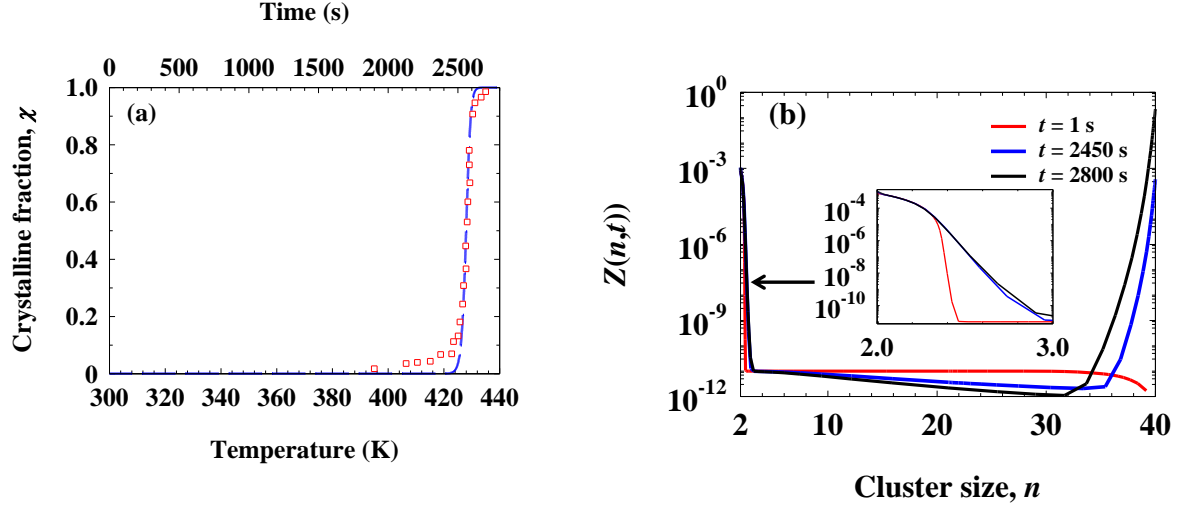 Time (s)
0 500 1000 1500 2000 2500
Crystalline fraction, χ
1.0
0.8
0.6
0.4
0.2
0
(a)
300 320 340 360 380 400 420 440
Temperature (K)
Z(n,t))
10^0
10^-3
10^-6
10^-9
10^-12
(b)
t = 1 s
t = 2450 s
t = 2800 s
10^-4
10^-6
10^-8
10^-10
2.0 3.0
2 10 20 30 40
Cluster size, n